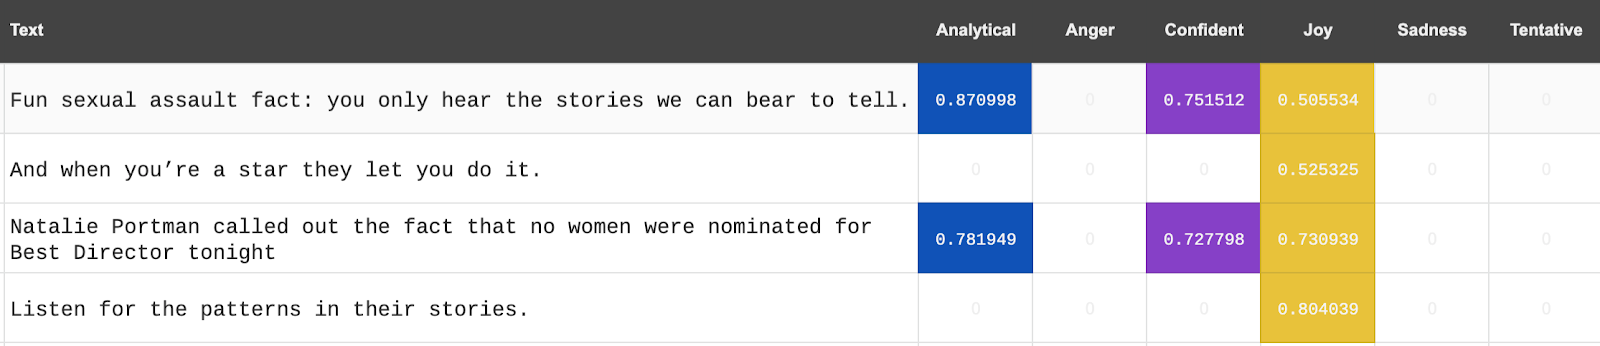 Text Analytical Anger Confident Joy Sadness Tentative
Fun sexual assault fact: you only hear the stories we can bear to tell. 0.870998 0 0.751512 0.505534 0 0
And when you’re a star they let you do it. 0 0 0 0.525325 0 0
Natalie Portman called out the fact that no women were nominated for
Best Director tonight 0.781949 0 0.727798 0.730939 0 0
Listen for the patterns in their stories. 0 0 0 0.804039 0 0